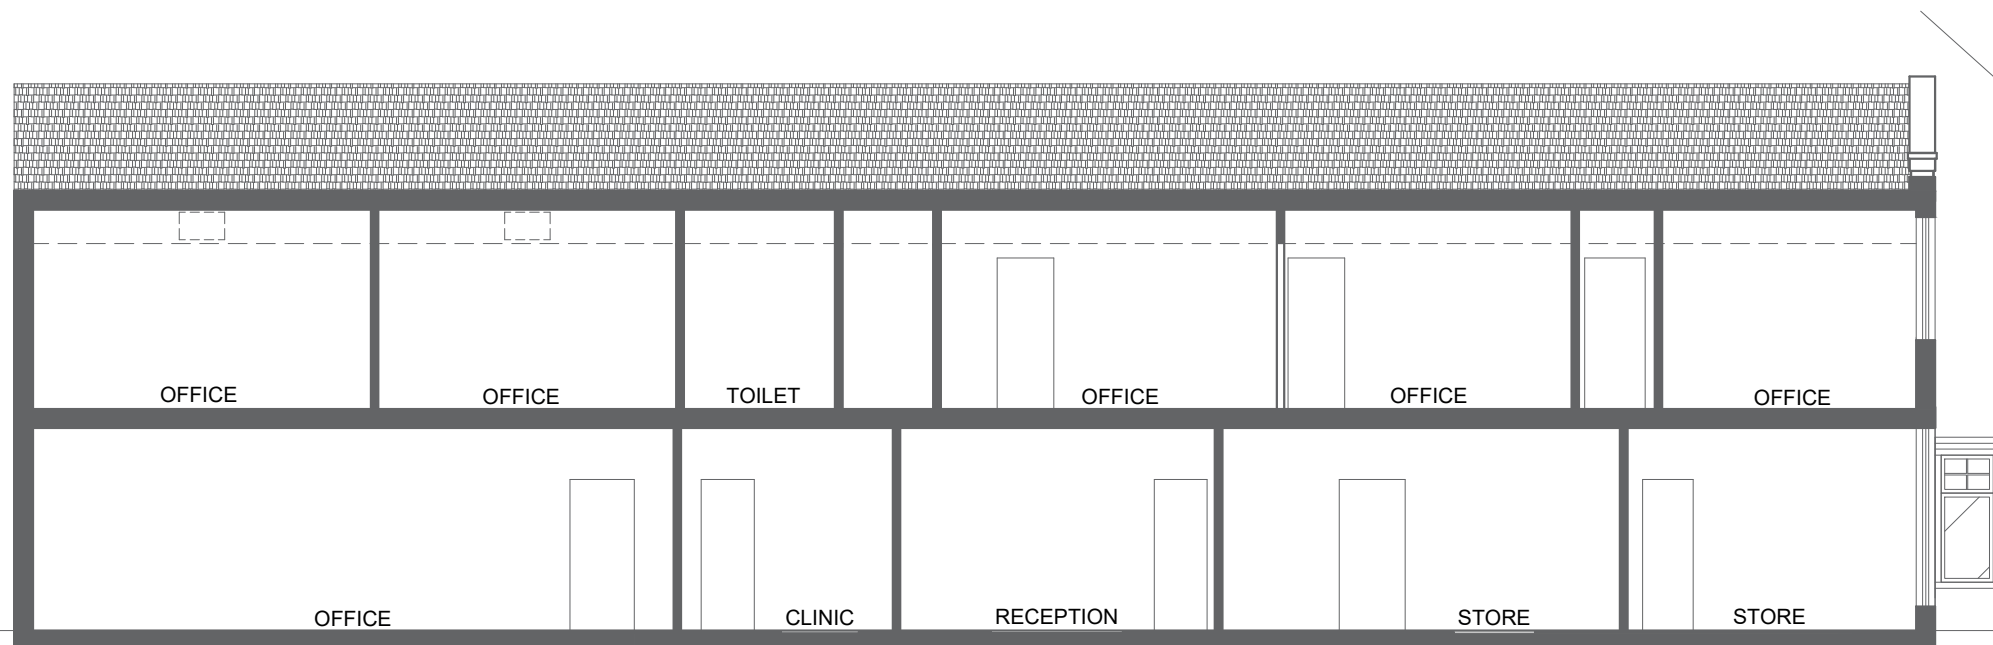 OFFICE
OFFICE
TOILET
OFFICE
OFFICE
OFFICE
OFFICE
CLINIC
RECEPTION
STORE
STORE